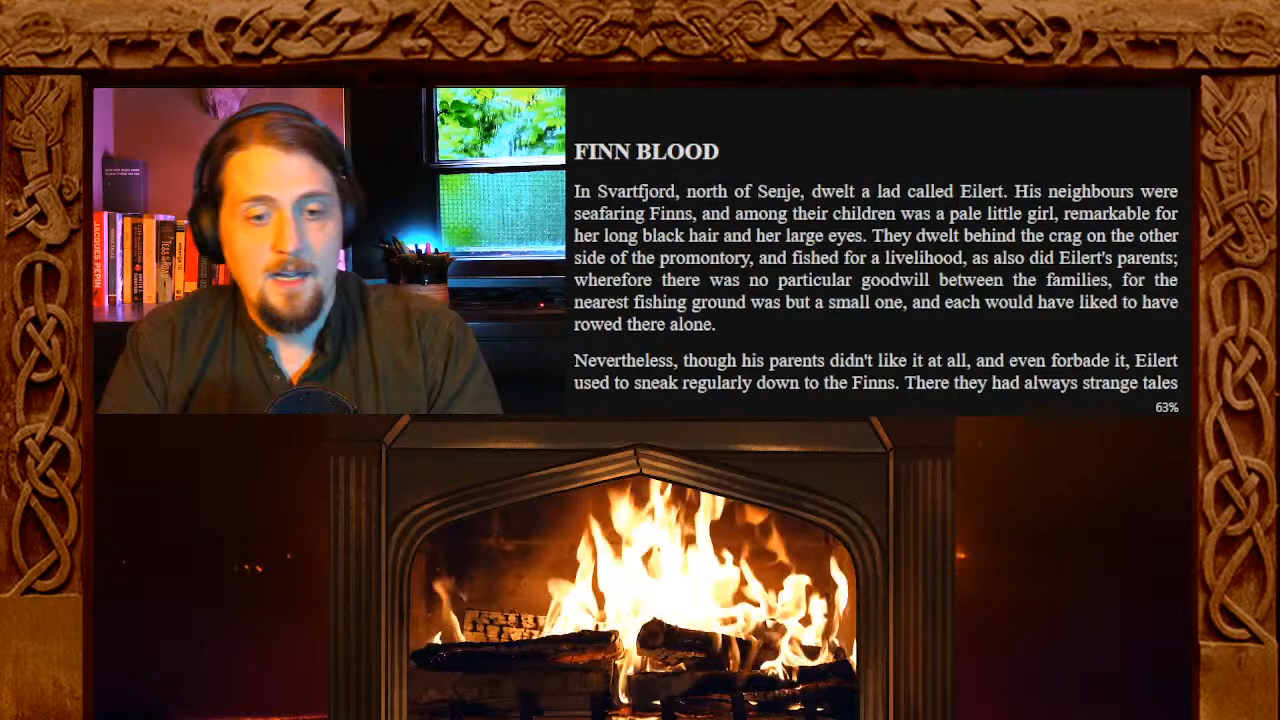 JACQUES PEPIN
FINN BLOOD
In Svartfjord, north of Senje, dwelt a lad called Eilert. His neighbours were
seafaring Finns, and among their children was a pale little girl, remarkable for
her long black hair and her large eyes. They dwelt behind the crag on the other
side of the promontory, and fished for a livelihood, as also did Eilert's parents;
wherefore there was no particular goodwill between the families, for the
nearest fishing ground was but a small one, and each would have liked to have
rowed there alone.
Nevertheless, though his parents didn't like it at all, and even forbade it, Eilert
used to sneak regularly down to the Finns. There they had always strange tales
63%